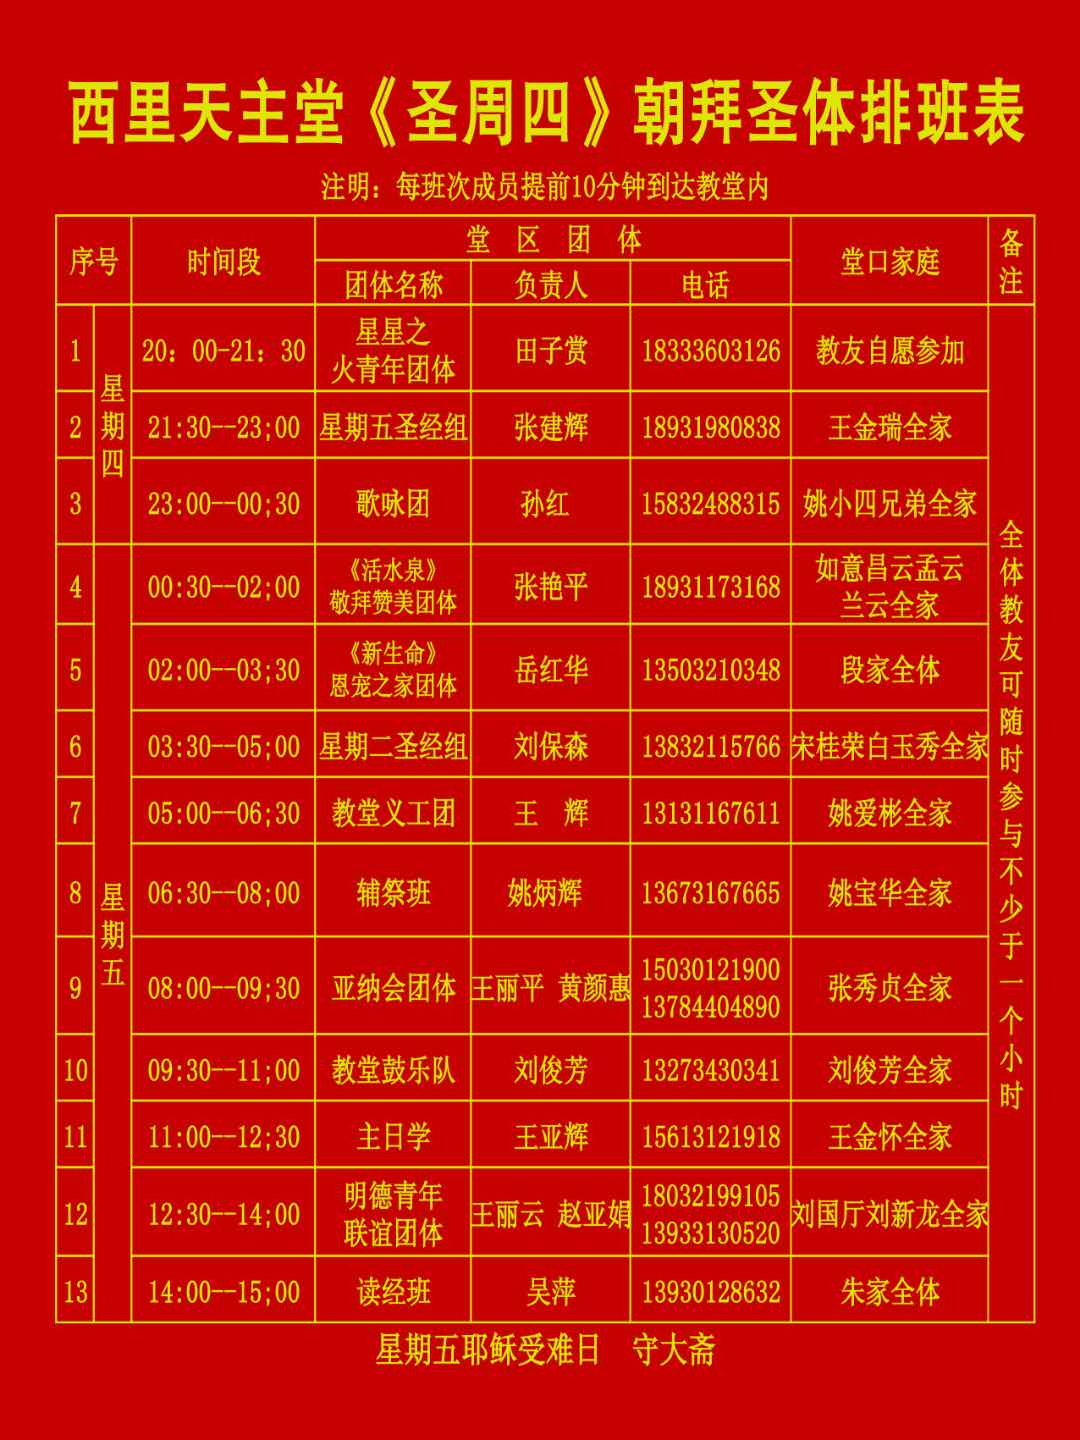 西里天主堂《圣周四》朝拜圣体排班表
注明：每班次成员提前10分钟到达教堂内
序号 时间段 堂区团体 堂口家庭 备注
团体名称 负责人 电话
星期四
1 20：00-21：30 星星之火青年团体 田子赏 18333603126 教友自愿参加
2 21:30--23;00 星期五圣经组 张建辉 18931980838 王金瑞全家
3 23:00--00;30 歌咏团 孙红 15832488315 姚小四兄弟全家
星期五
4 00:30--02;00 《活水泉》敬拜赞美团体 张艳平 18931173168 如意昌云孟云兰云全家
5 02:00--03;30 《新生命》恩宠之家团体 岳红华 13503210348 段家全体
6 03:30--05;00 星期二圣经组 刘保森 13832115766 宋桂荣白玉秀全家
7 05:00--06;30 教堂义工团 王 辉 13131167611 姚爱彬全家
8 06:30--08;00 辅祭班 姚炳辉 13673167665 姚宝华全家
9 08:00--09;30 亚纳会团体 王丽平 黄颜惠 15030121900 13784404890 张秀贞全家
10 09:30--11;00 教堂鼓乐队 刘俊芳 13273430341 刘俊芳全家
11 11:00--12;30 主日学 王亚辉 15613121918 王金怀全家
12 12:30--14;00 明德青年联谊团体 王丽云 赵亚娟 18032199105 13933130520 刘国厅刘新龙全家
13 14:00--15;00 读经班 吴萍 13930128632 朱家全体
全体教友可随时参与不少于一个小时
星期五耶稣受难日 守大斋